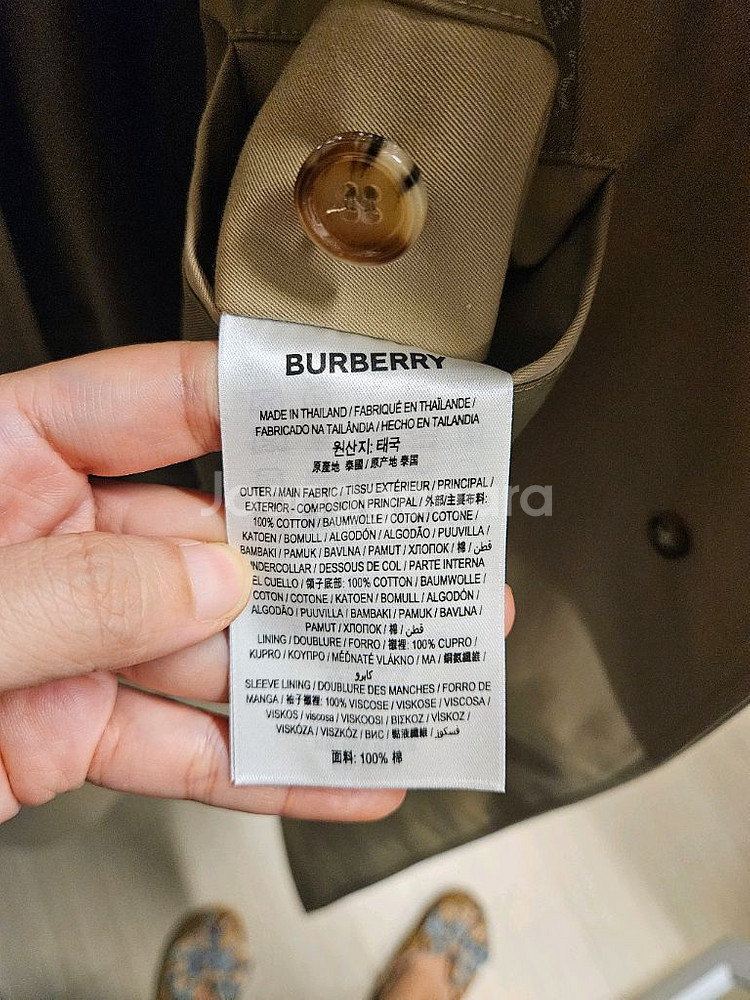 BURBERRY
MADE IN THAILAND / FABRIQUÉ EN THAÏLANDE /
FABRICADO NA TAILÂNDIA / HECHO EN TAILANDIA
원산지: 태국
原產地 泰國 / 原产地 泰国
OUTER / MAIN FABRIC / TISSU EXTÉRIEUR / PRINCIPAL /
EXTERIOR - COMPOSICION PRINCIPAL / 外部/主要布料:
100% COTTON / BAUMWOLLE / COTON / COTONE /
KATOEN / BOMULL / ALGODÓN / ALGODÃO / PUUVILLA /
BAMBAKI / PAMUK / BAVLNA / PAMUT / ХЛОПОК / 棉 / قطن /
UNDERCOLLAR / DESSOUS DE COL / PARTE INTERNA
EL CUELLO / 領子底部: 100% COTTON / BAUMWOLLE /
COTON / COTONE / KATOEN / BOMULL / ALGODÓN /
ALGODÃO / PUUVILLA / BAMBAKI / PAMUK / BAVLNA /
PAMUT / ХЛОПОК / 棉 / قطن
LINING / DOUBLURE / FORRO / 襯裡: 100% CUPRO /
KUPRO / ΚΟΥΠΡΟ / MĚĎNATÉ VLÁKNO / MA / 銅氨纖維 /
كابرو
SLEEVE LINING / DOUBLURE DES MANCHES / FORRO DE
MANGA / 袖子襯裡: 100% VISCOSE / VISKOSE / VISCOSA /
VISKOS / viscosa / VISKOOSI / ΒΙΣΚΟΖ / VİSKOZ /
VISKÓZA / VISZKÓZ / ВИС / 黏液纖維 / فسكوز
面料: 100% 棉